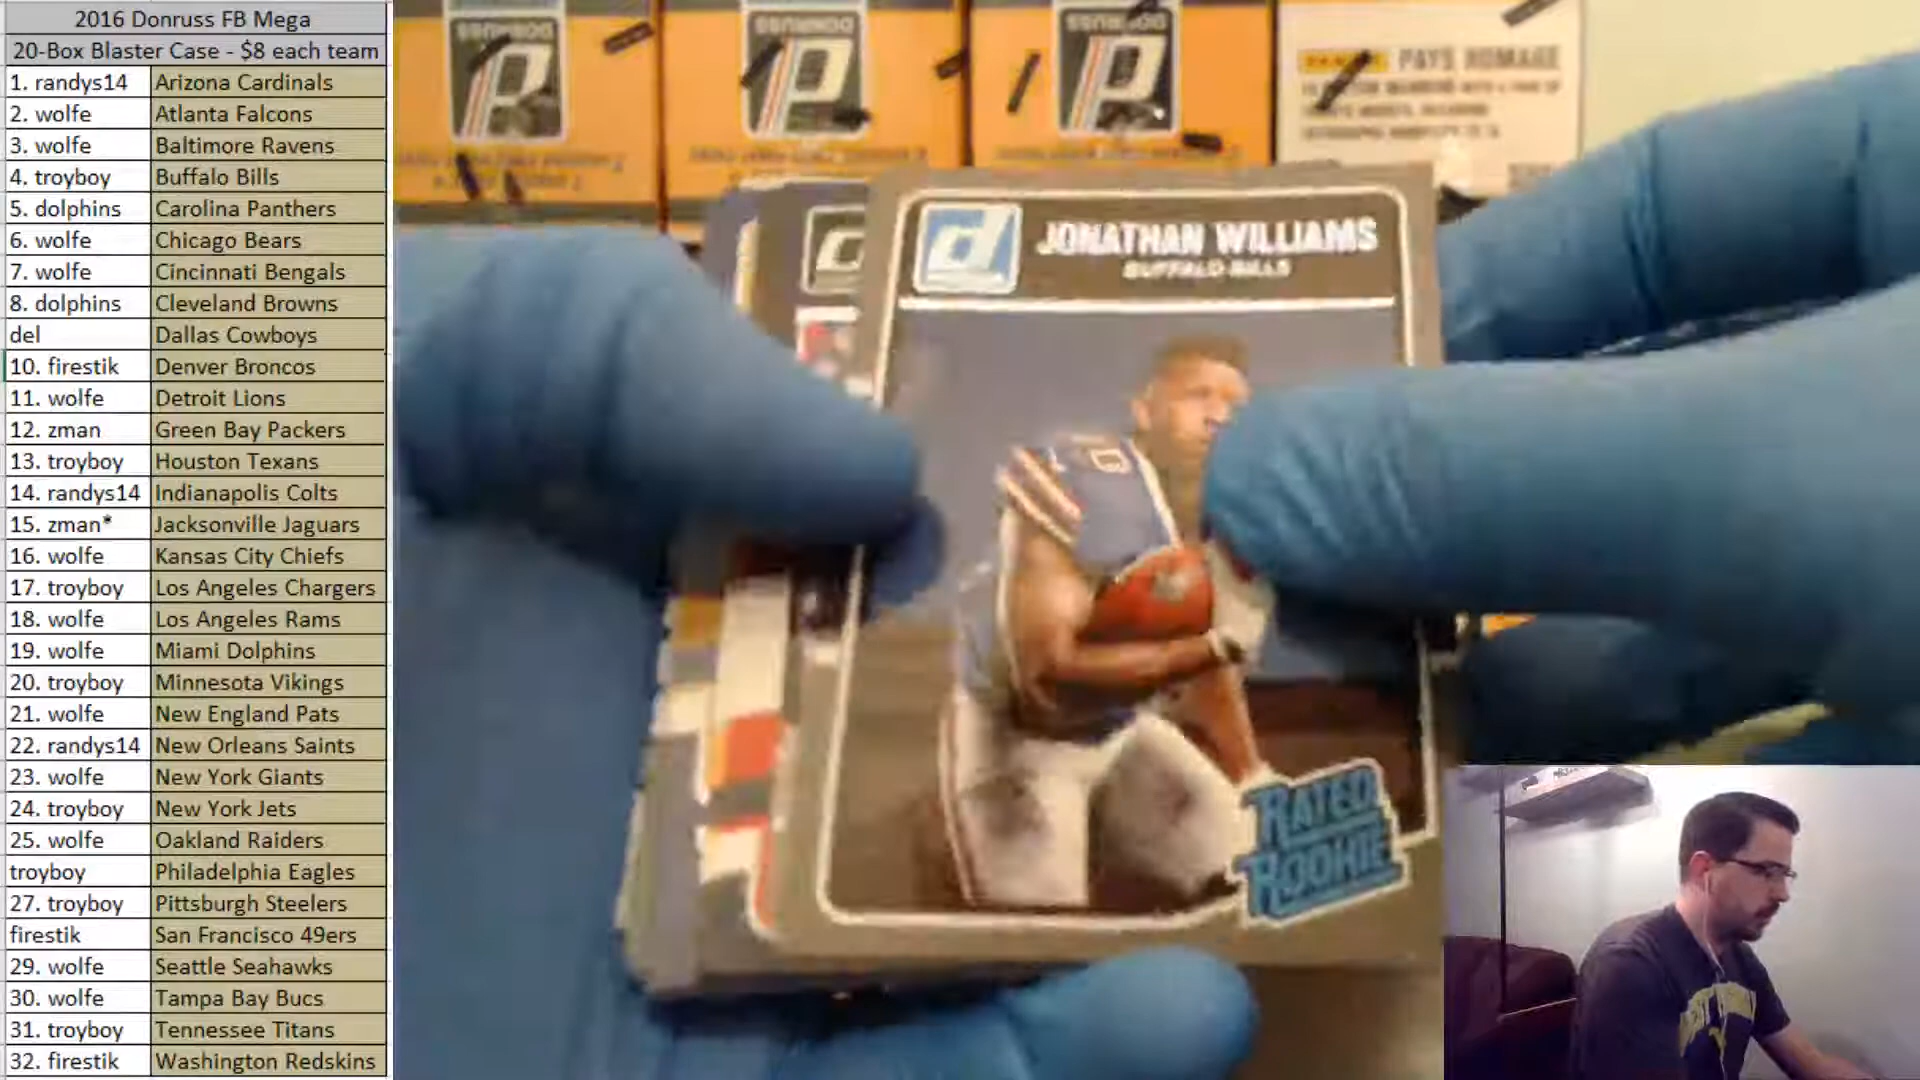 2016 Donruss FB Mega
20-Box Blaster Case - $8 each team
1. randys14 Arizona Cardinals
2. wolfe Atlanta Falcons
3. wolfe Baltimore Ravens
4. troyboy Buffalo Bills
5. dolphins Carolina Panthers
6. wolfe Chicago Bears
7. wolfe Cincinnati Bengals
8. dolphins Cleveland Browns
del Dallas Cowboys
10. firestik Denver Broncos
11. wolfe Detroit Lions
12. zman Green Bay Packers
13. troyboy Houston Texans
14. randys14 Indianapolis Colts
15. zman* Jacksonville Jaguars
16. wolfe Kansas City Chiefs
17. troyboy Los Angeles Chargers
18. wolfe Los Angeles Rams
19. wolfe Miami Dolphins
20. troyboy Minnesota Vikings
21. wolfe New England Pats
22. randys14 New Orleans Saints
23. wolfe New York Giants
24. troyboy New York Jets
25. wolfe Oakland Raiders
troyboy Philadelphia Eagles
27. troyboy Pittsburgh Steelers
firestik San Francisco 49ers
29. wolfe Seattle Seahawks
30. wolfe Tampa Bay Bucs
31. troyboy Tennessee Titans
32. firestik Washington Redskins
DONRUSS
DONRUSS
DONRUSS
PANINI PAYS HOMAGE
d
JONATHAN WILLIAMS
BUFFALO BILLS
RATED
ROOKIE